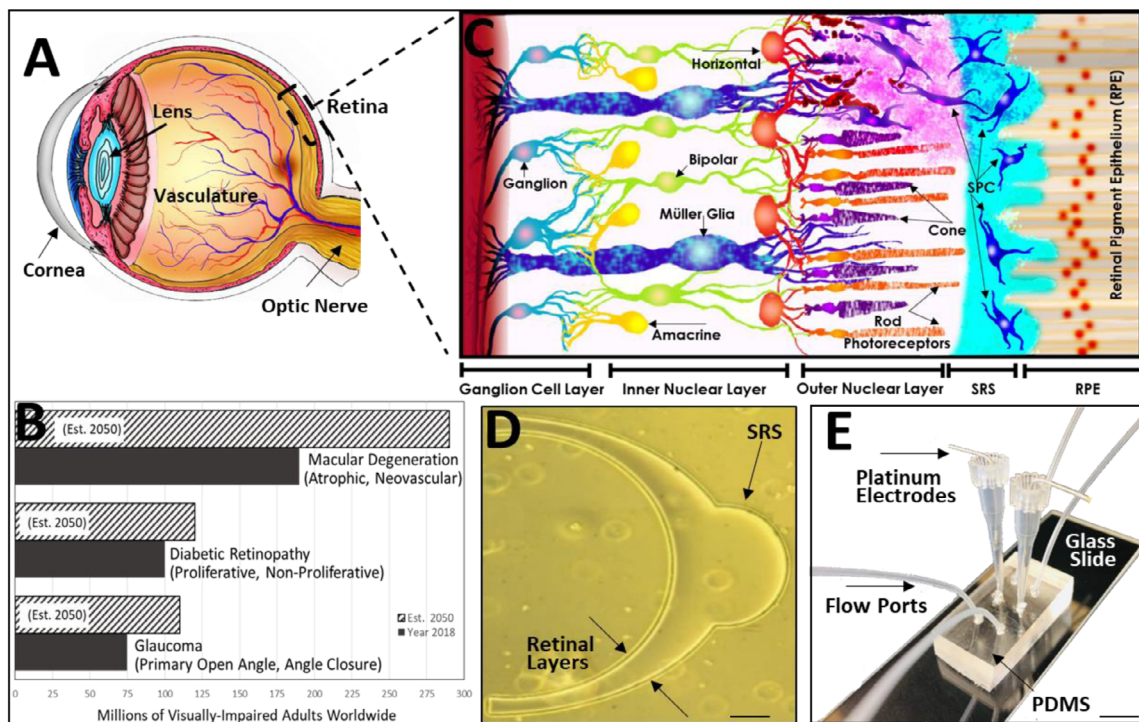 A
Retina
Lens
Vasculature
Cornea
Optic Nerve
C
Horizontal
Ganglion
Bipolar
Müller Glia
SPC
Cone
Amacrine
Rod
Photoreceptors
Retinal Pigment Epithelium (RPE)
Ganglion Cell Layer
Inner Nuclear Layer
Outer Nuclear Layer
SRS
RPE
B
(Est. 2050)
Macular Degeneration
(Atrophic, Neovascular)
(Est. 2050)
Diabetic Retinopathy
(Proliferative, Non-Proliferative)
(Est. 2050)
Est. 2050
Year 2018
Glaucoma
(Primary Open Angle, Angle Closure)
0 25 50 75 100 125 150 175 200 225 250 275 300
Millions of Visually-Impaired Adults Worldwide
D
SRS
Retinal
Layers
E
Platinum
Electrodes
Glass
Slide
Flow Ports
PDMS